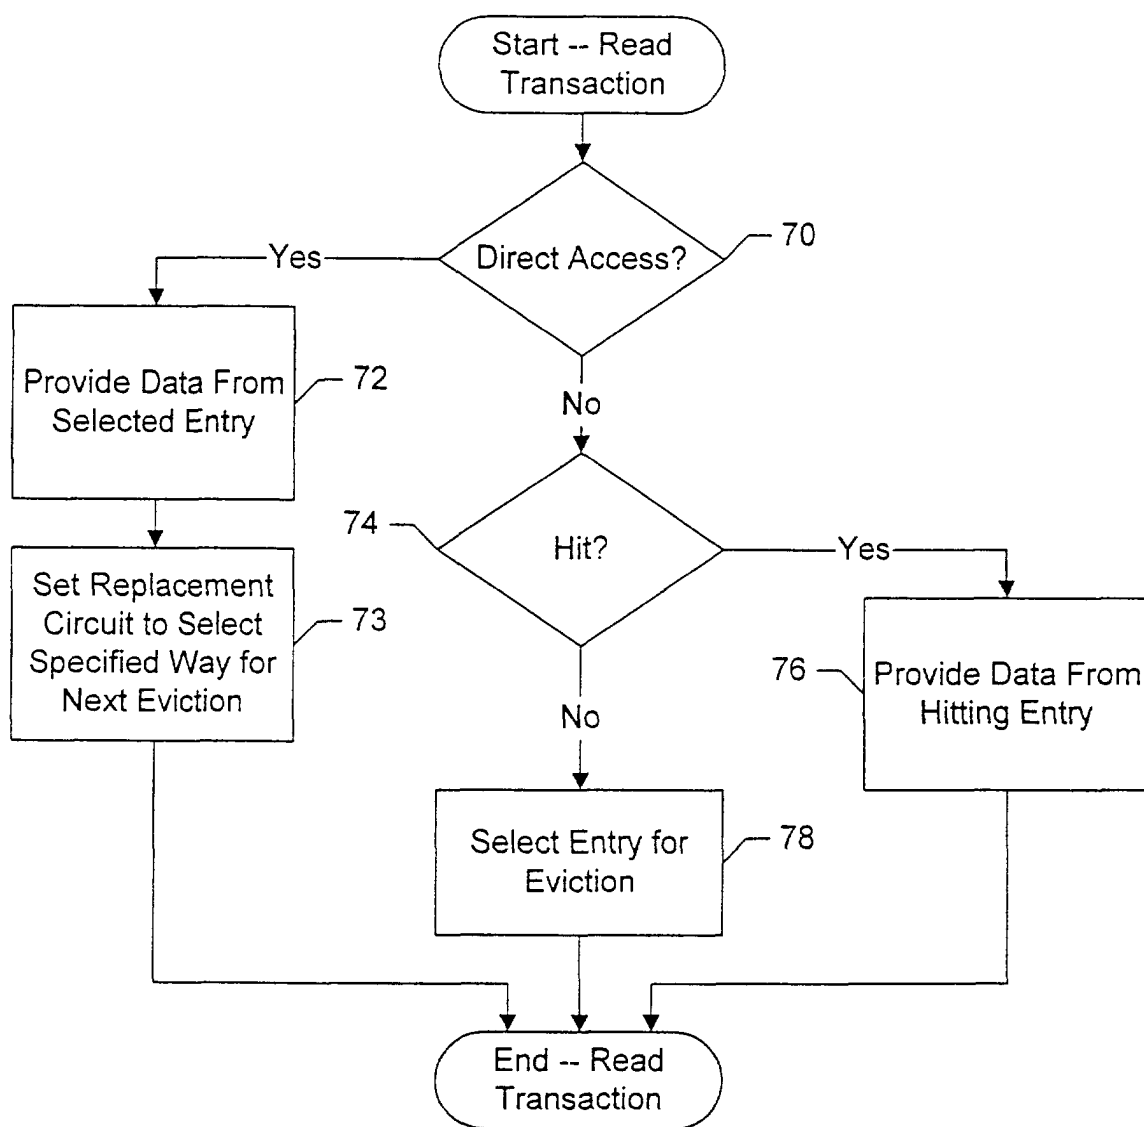 Start -- Read
Transaction
Direct Access?
70
Yes
Provide Data From
Selected Entry
72
No
74
Hit?
Yes
Set Replacement
Circuit to Select
Specified Way for
Next Eviction
73
76
Provide Data From
Hitting Entry
No
Select Entry for
Eviction
78
End -- Read
Transaction